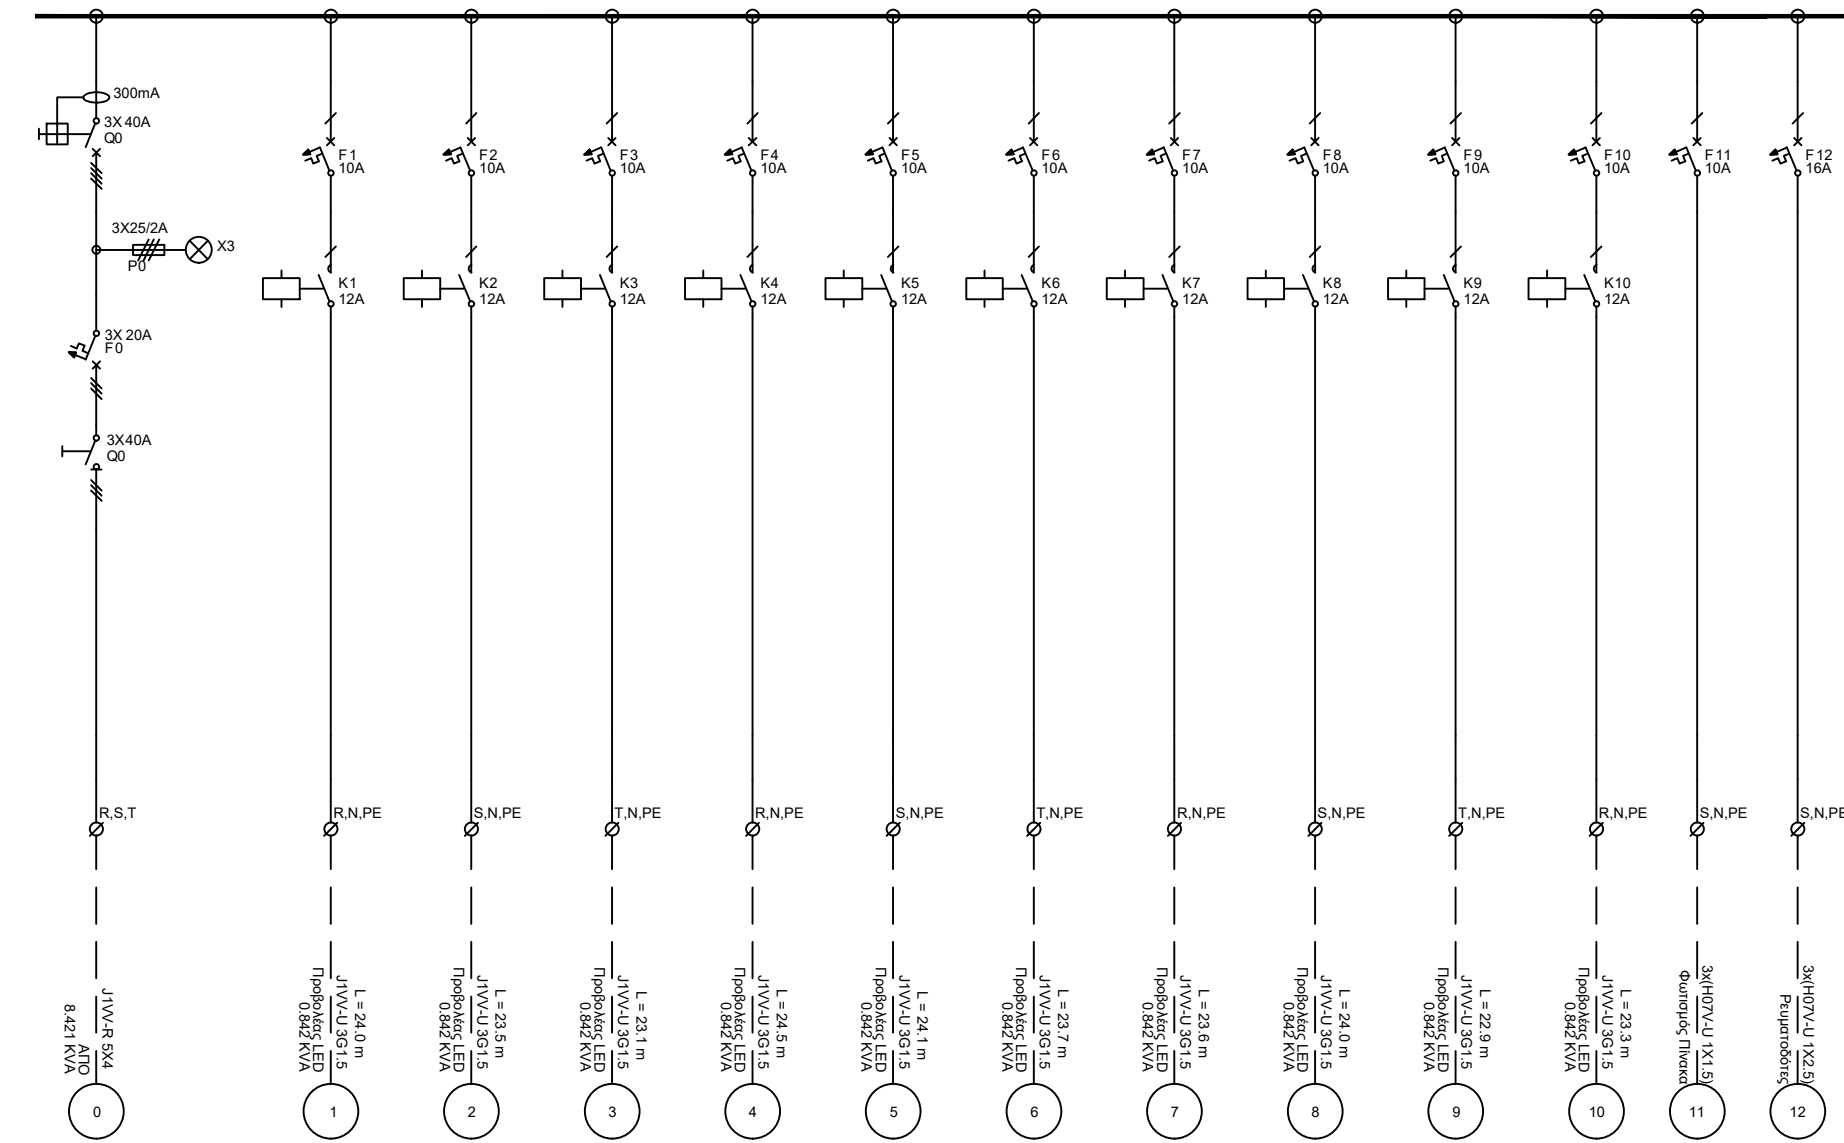 300mA
3X40A
Q0
3X25/2A
P0
X3
3X20A
F0
3X40A
Q0
R,S,T
J1VV-R 5X4
ΑΠΟ
8.421 KVA
0
F1
10A
K1
12A
R,N,PE
L = 24.0 m
J1VV-U 3G1.5
Προβολέας LED
0.842 KVA
1
F2
10A
K2
12A
S,N,PE
L = 23.5 m
J1VV-U 3G1.5
Προβολέας LED
0.842 KVA
2
F3
10A
K3
12A
T,N,PE
L = 23.1 m
J1VV-U 3G1.5
Προβολέας LED
0.842 KVA
3
F4
10A
K4
12A
R,N,PE
L = 24.5 m
J1VV-U 3G1.5
Προβολέας LED
0.842 KVA
4
F5
10A
K5
12A
S,N,PE
L = 24.1 m
J1VV-U 3G1.5
Προβολέας LED
0.842 KVA
5
F6
10A
K6
12A
T,N,PE
L = 23.7 m
J1VV-U 3G1.5
Προβολέας LED
0.842 KVA
6
F7
10A
K7
12A
R,N,PE
L = 23.6 m
J1VV-U 3G1.5
Προβολέας LED
0.842 KVA
7
F8
10A
K8
12A
S,N,PE
L = 24.0 m
J1VV-U 3G1.5
Προβολέας LED
0.842 KVA
8
F9
10A
K9
12A
T,N,PE
L = 22.9 m
J1VV-U 3G1.5
Προβολέας LED
0.842 KVA
9
F10
10A
K10
12A
R,N,PE
L = 23.3 m
J1VV-U 3G1.5
Προβολέας LED
0.842 KVA
10
F11
10A
S,N,PE
3x(H07V-U 1X1.5)
Φωτισμός Πίνακα
11
F12
16A
S,N,PE
3x(H07V-U 1X2.5)
Ρευματοδότες
12